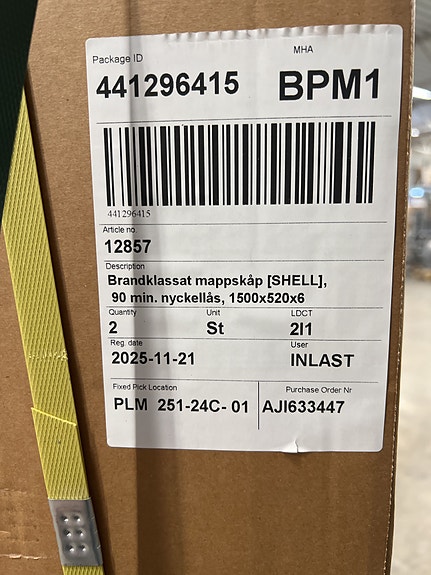 Package ID MHA
441296415 BPM1
441296415
Article no.
12857
Description
Brandklassat mappskåp [SHELL],
90 min. nyckellås, 1500x520x6
Quantity Unit LDCT
2 St 2I1
Reg. date User
2025-11-21 INLAST
Fixed Pick Location Purchase Order Nr
PLM 251-24C- 01 AJI633447